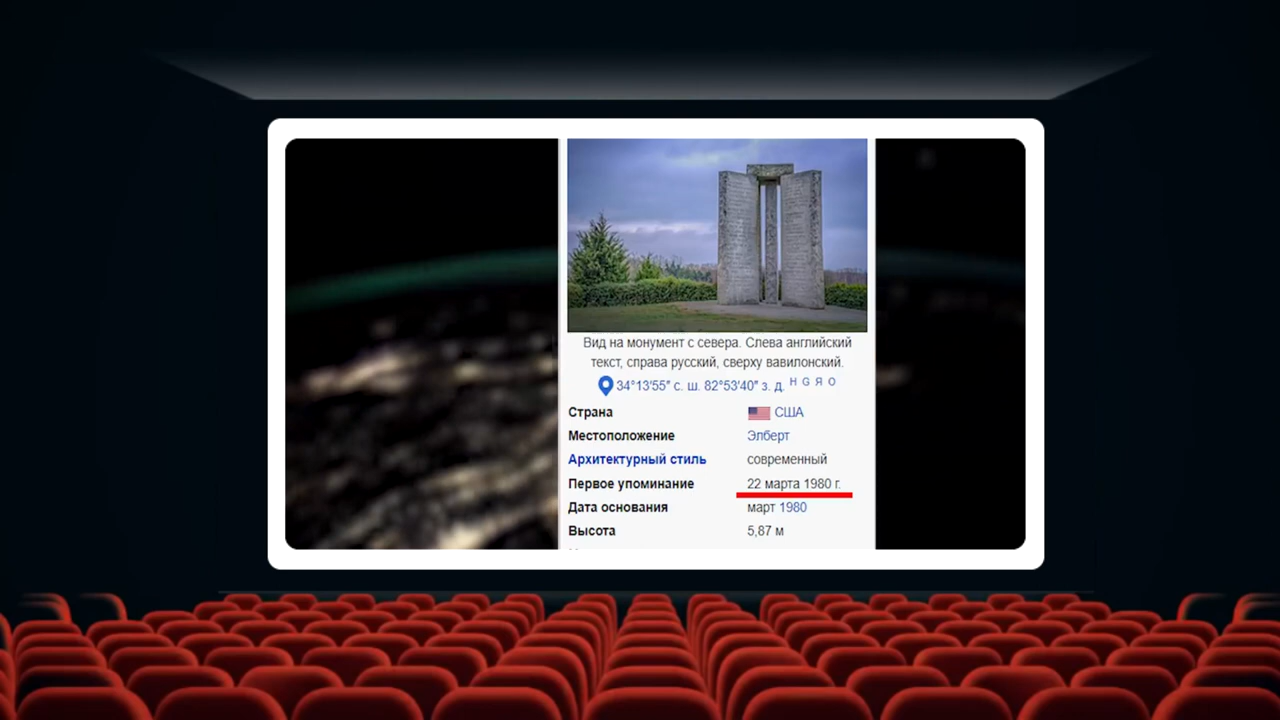 Вид на монумент с севера. Слева английский
текст, справа русский, сверху вавилонский.
34°13′55″ с. ш. 82°53′40″ з. д. H G Я O
Страна США
Местоположение Элберт
Архитектурный стиль современный
Первое упоминание 22 марта 1980 г.
Дата основания март 1980
Высота 5,87 м